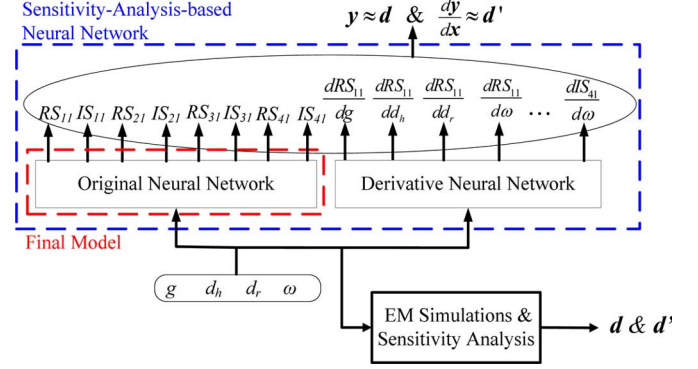 Sensitivity-Analysis-based
Neural Network
y ≈ d & dy/dx ≈ d'
RS11 IS11 RS21 IS21 RS31 IS31 RS41 IS41 dRS11/dg dRS11/ddh dRS11/ddr dRS11/dω ... dIS41/dω
Original Neural Network
Derivative Neural Network
Final Model
g dh dr ω
EM Simulations &
Sensitivity Analysis
d & d'